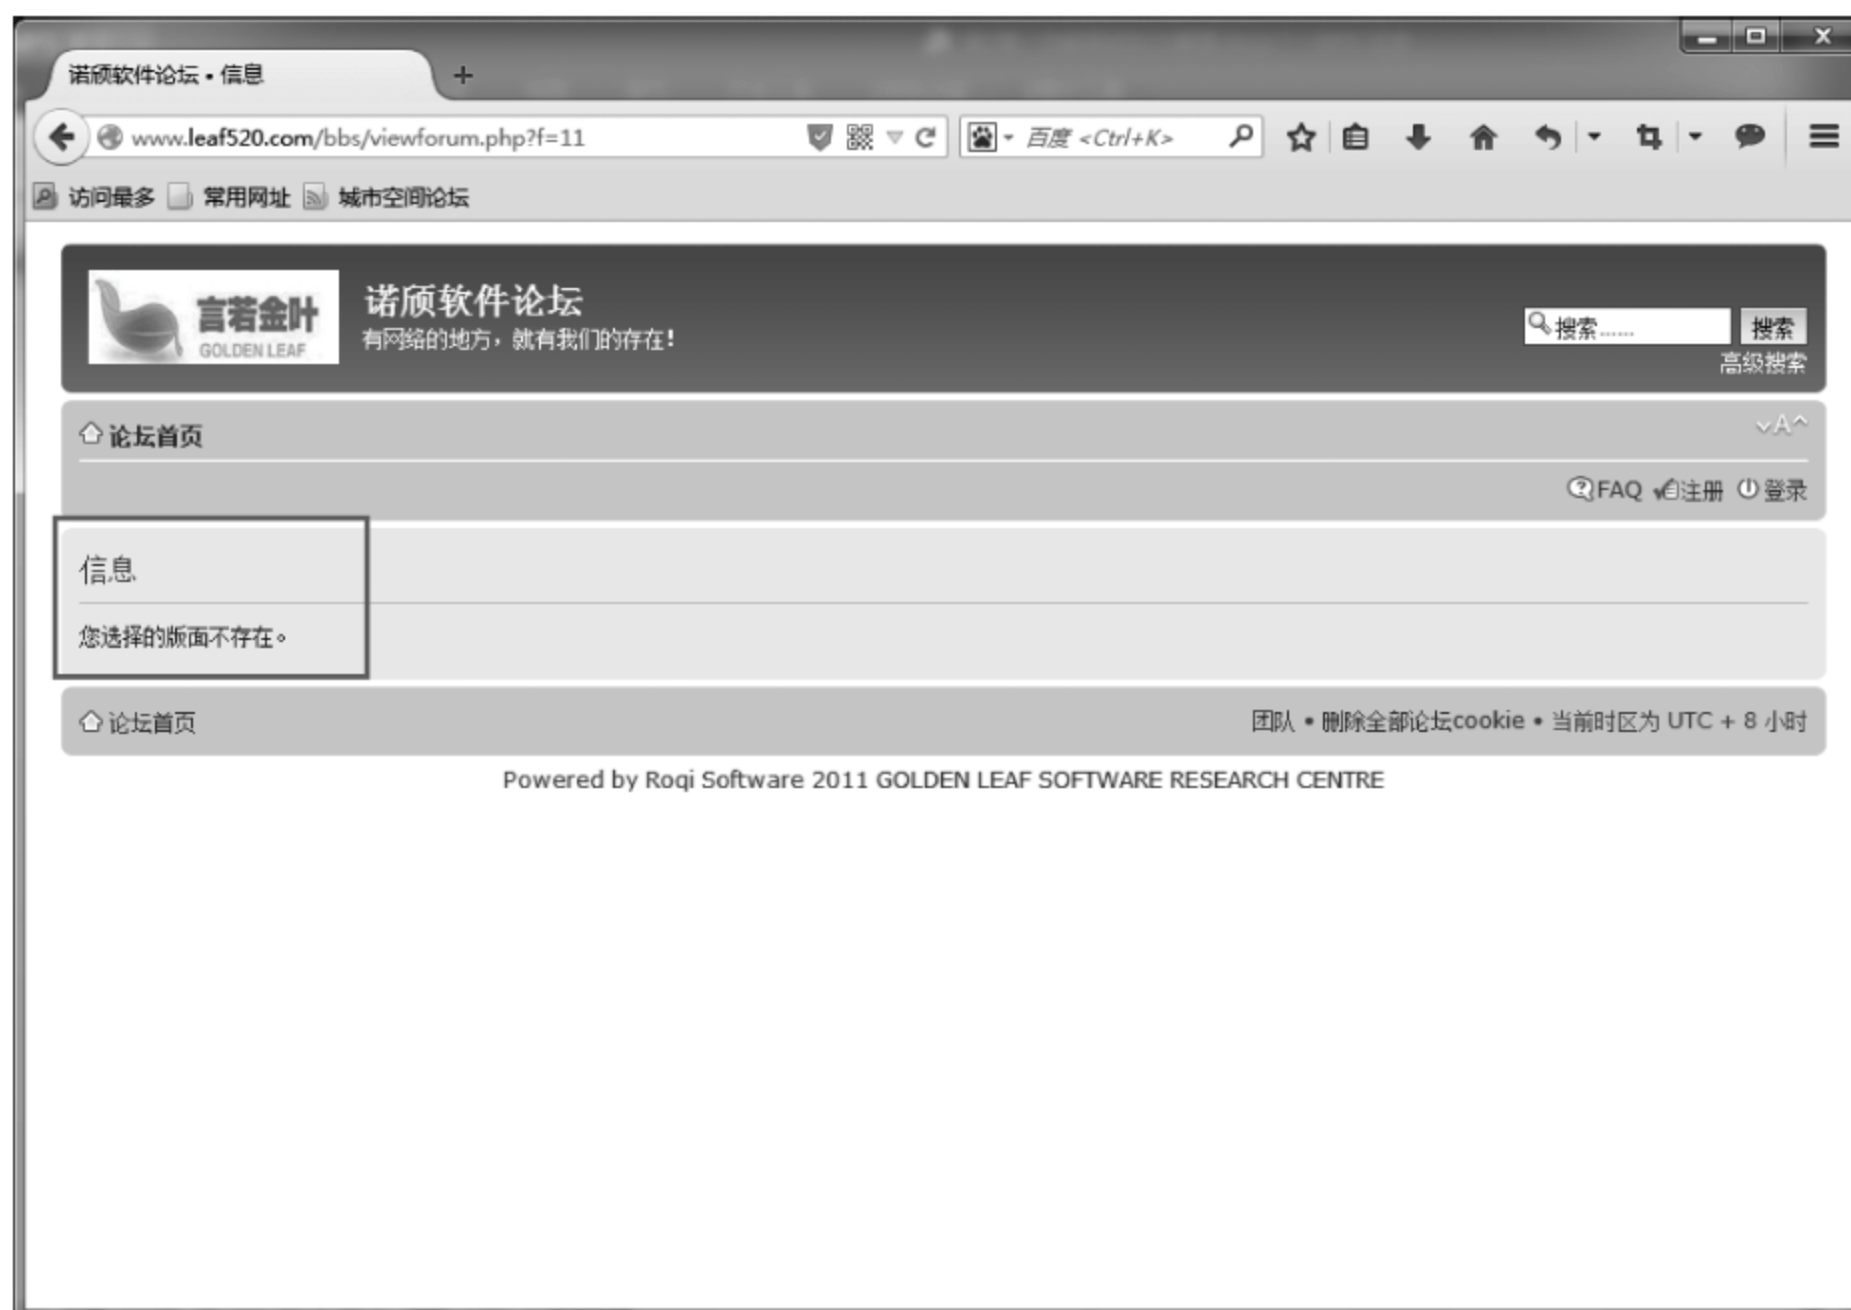 诺颀软件论坛 • 信息
www.leaf520.com/bbs/viewforum.php?f=11
百度 <Ctrl+K>
访问最多 常用网址 城市空间论坛
言若金叶
GOLDEN LEAF
诺颀软件论坛
有网络的地方，就有我们的存在！
搜索…… 搜索
高级搜索
论坛首页
A
FAQ 注册 登录
信息
您选择的版面不存在。
论坛首页
团队 • 删除全部论坛cookie • 当前时区为 UTC + 8 小时
Powered by Roqi Software 2011 GOLDEN LEAF SOFTWARE RESEARCH CENTRE